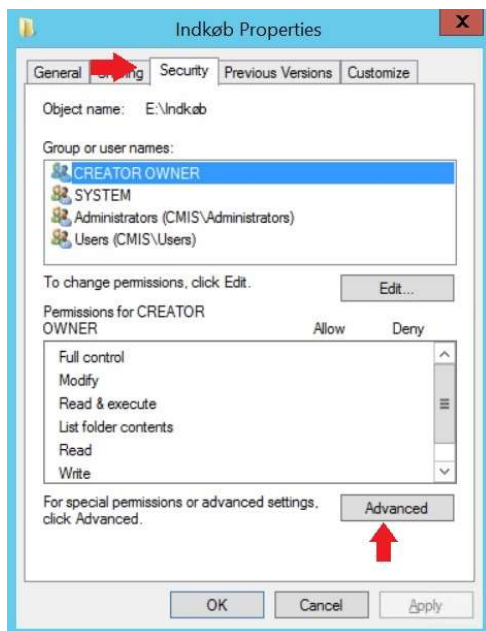 Indkøb Properties
X
General Security Previous Versions Customize
Object name: E:\Indkøb
Group or user names:
CREATOR OWNER
SYSTEM
Administrators (CMIS\Administrators)
Users (CMIS\Users)
To change permissions, click Edit.
Edit...
Permissions for CREATOR
OWNER Allow Deny
Full control
Modify
Read & execute
List folder contents
Read
Write
For special permissions or advanced settings,
click Advanced.
Advanced
OK Cancel Apply